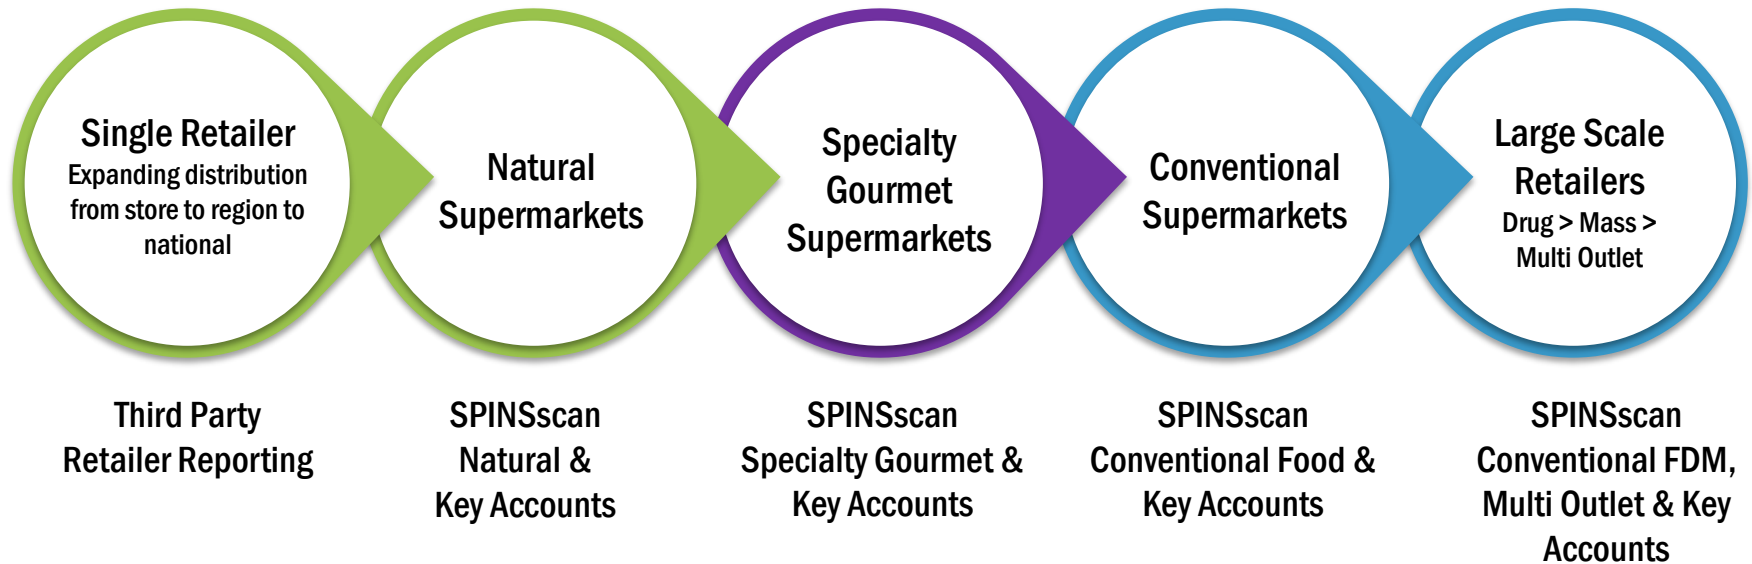 Single Retailer
Expanding distribution
from store to region to
national
Natural
Supermarkets
Specialty
Gourmet
Supermarkets
Conventional
Supermarkets
Large Scale
Retailers
Drug > Mass >
Multi Outlet
Third Party
Retailer Reporting
SPINSscan
Natural &
Key Accounts
SPINSscan
Specialty Gourmet &
Key Accounts
SPINSscan
Conventional Food &
Key Accounts
SPINSscan
Conventional FDM,
Multi Outlet & Key
Accounts